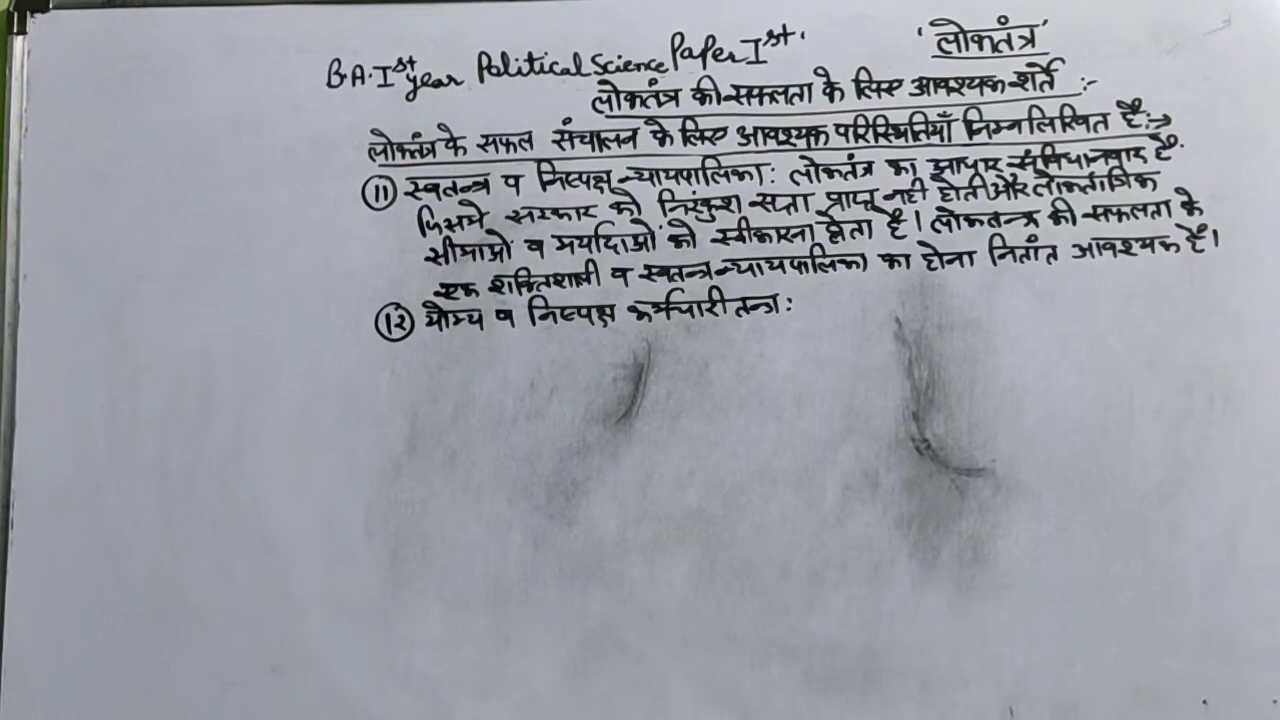 B.A. Ist year Political Science Paper Ist.
'लोकतंत्र'
लोकतंत्र की सफलता के लिए आवश्यक शर्ते :-
लोकतंत्र के सफल संचालन के लिए आवश्यक परिस्थितियाँ निम्नलिखित है:→
(11) स्वतन्त्र व निष्पक्ष न्यायपालिका: लोकतंत्र का आधार संविधानवाद है.
जिसमे सरकार को निरंकुश सत्ता प्राप्त नही होती और लोकतांत्रिक
सीमाओं व मर्यादाओं को स्वीकारना होता है। लोकतन्त्र की सफलता के
एक शक्तिशाली व स्वतन्त्र न्यायपालिका का होना नितांत आवश्यक है।
(12) योग्य व निष्पक्ष कर्मचारी तन्त्र: